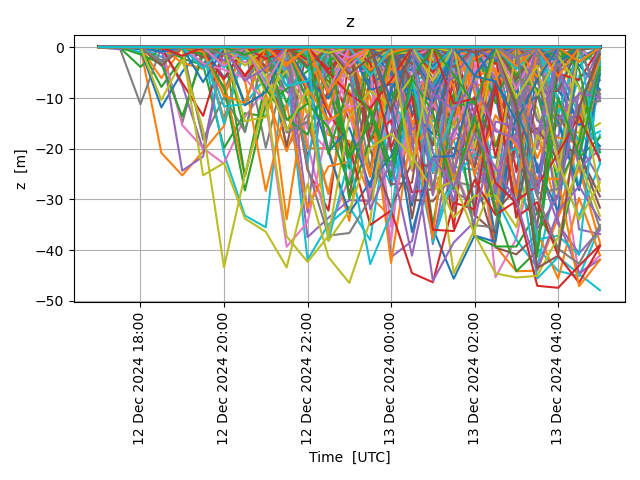 z
0
−10
−20
−30
−40
−50
z [m]
12 Dec 2024 18:00
12 Dec 2024 20:00
12 Dec 2024 22:00
13 Dec 2024 00:00
13 Dec 2024 02:00
13 Dec 2024 04:00
Time [UTC]